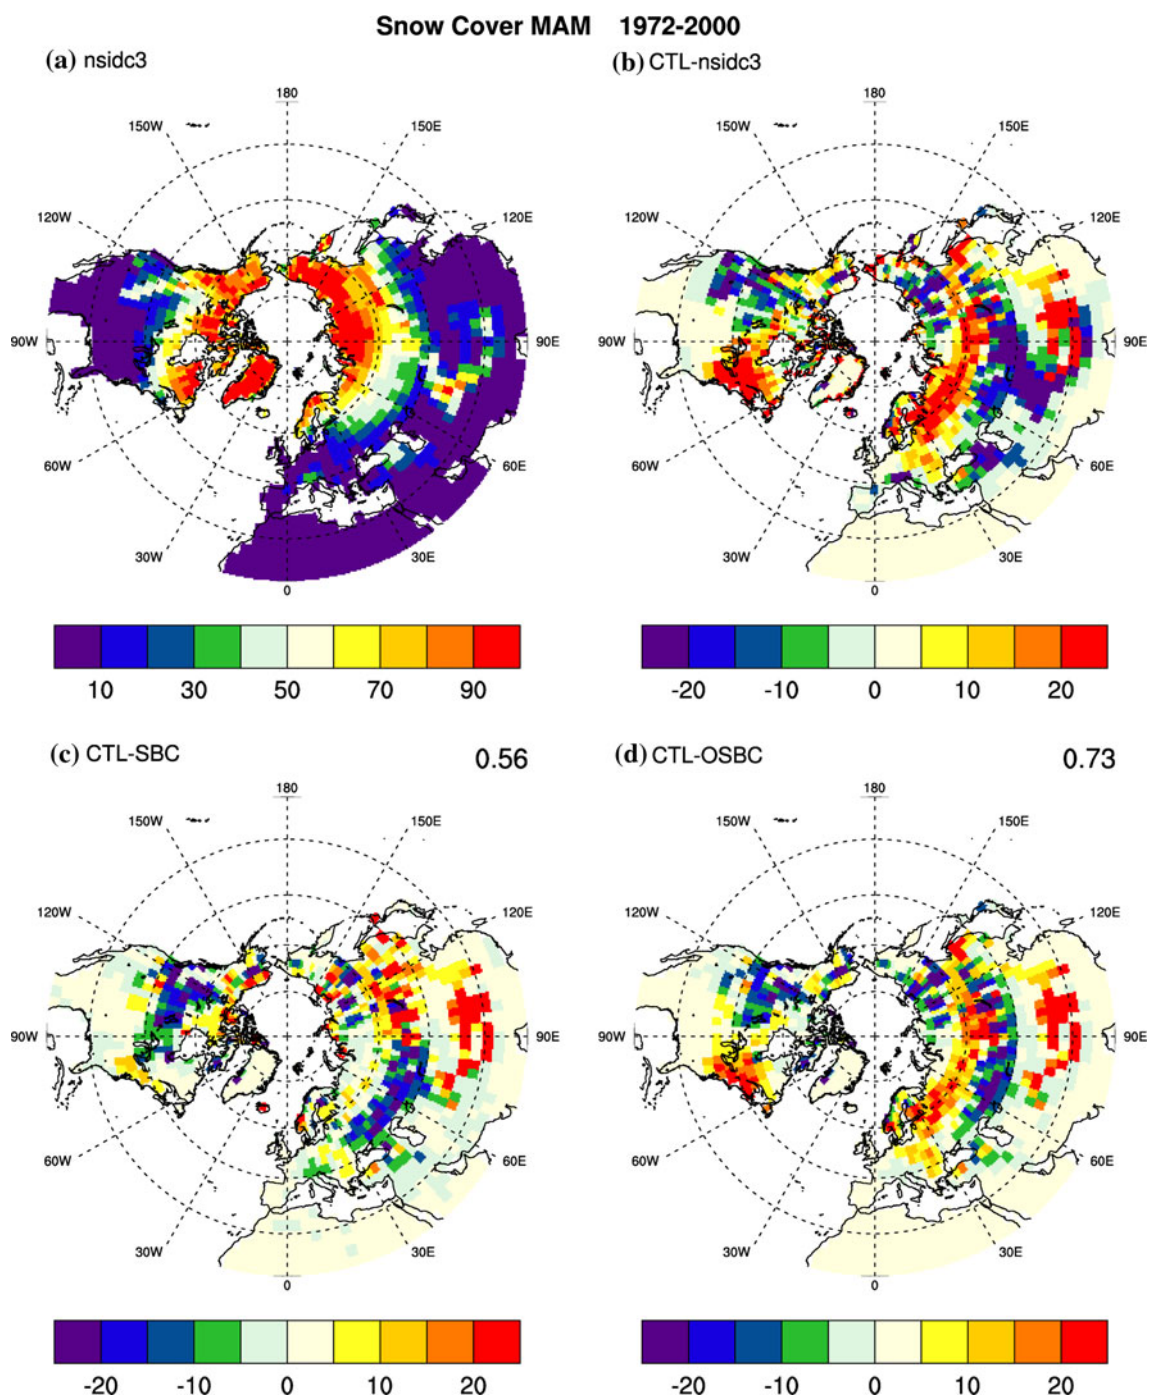 Snow Cover MAM 1972-2000
(a) nsidc3
(b) CTL-nsidc3
180
150W
150E
120W
120E
90W
90E
60W
60E
30W
30E
0
180
150W
150E
120W
120E
90W
90E
60W
60E
30W
30E
0
10 30 50 70 90
-20 -10 0 10 20
(c) CTL-SBC 0.56
(d) CTL-OSBC 0.73
180
150W
150E
120W
120E
90W
90E
60W
60E
30W
30E
0
180
150W
150E
120W
120E
90W
90E
60W
60E
30W
30E
0
-20 -10 0 10 20
-20 -10 0 10 20